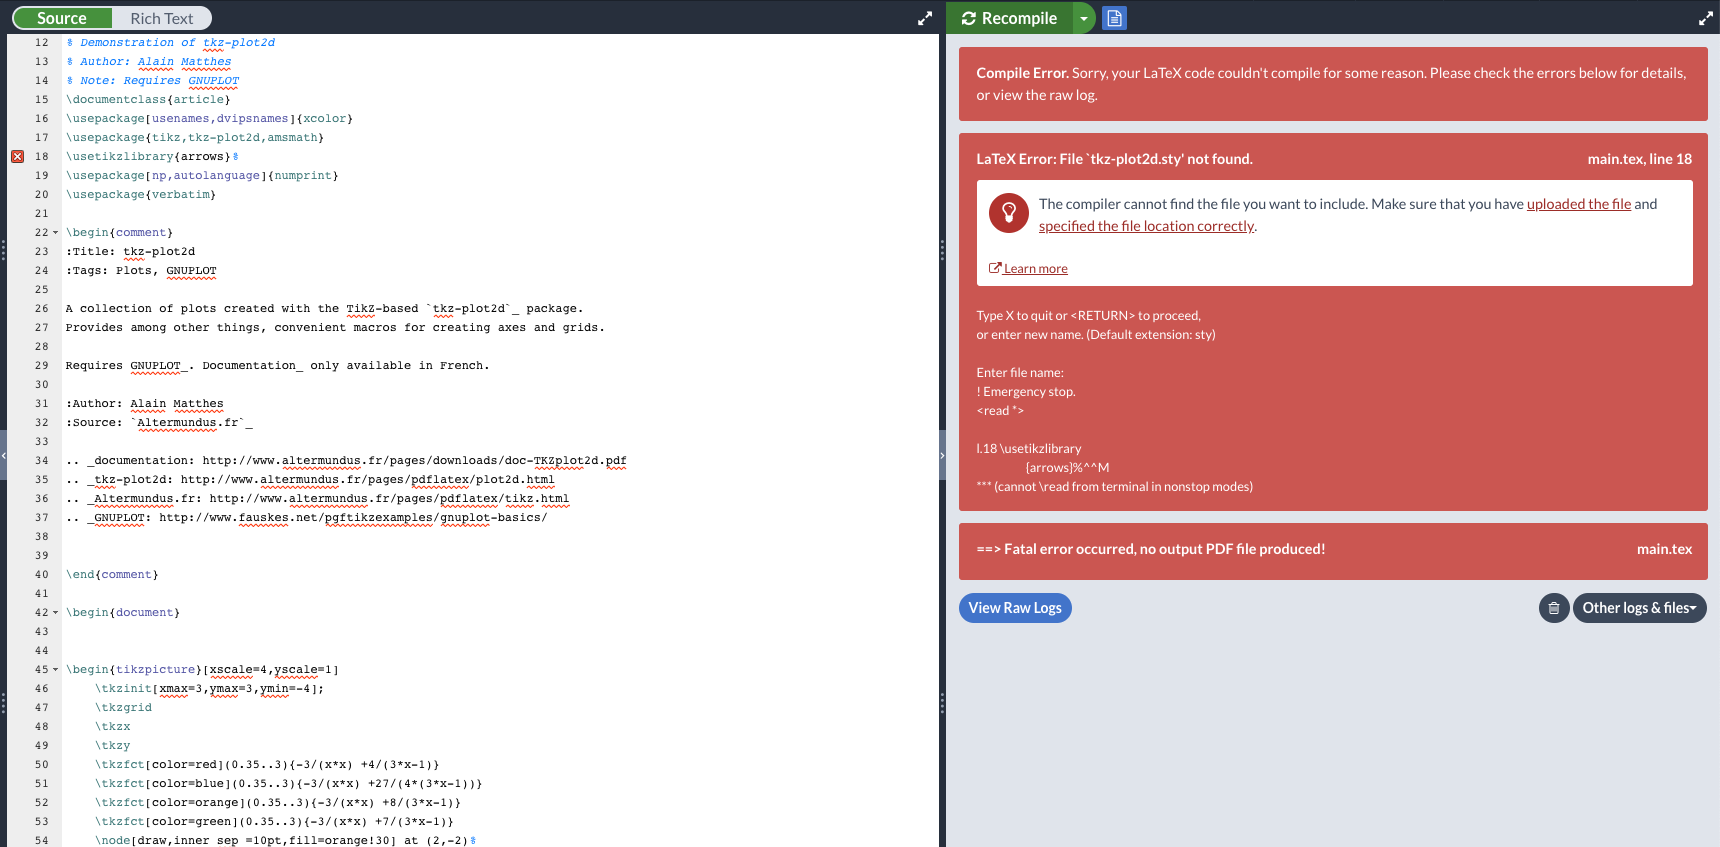 Source
Rich Text
Recompile
12 % Demonstration of tkz-plot2d
13 % Author: Alain Matthes
14 % Note: Requires GNUPLOT
15 \documentclass{article}
16 \usepackage[usenames,dvipsnames]{xcolor}
17 \usepackage{tikz,tkz-plot2d,amsmath}
18 \usetikzlibrary{arrows}%
19 \usepackage[np,autolanguage]{numprint}
20 \usepackage{verbatim}
21
22 \begin{comment}
23 :Title: tkz-plot2d
24 :Tags: Plots, GNUPLOT
25
26 A collection of plots created with the TikZ-based `tkz-plot2d`_ package.
27 Provides among other things, convenient macros for creating axes and grids.
28
29 Requires GNUPLOT_. Documentation_ only available in French.
30
31 :Author: Alain Matthes
32 :Source: `Altermundus.fr`_
33
34 .. _documentation: http://www.altermundus.fr/pages/downloads/doc-TKZplot2d.pdf
35 .. _tkz-plot2d: http://www.altermundus.fr/pages/pdflatex/plot2d.html
36 .. _Altermundus.fr: http://www.altermundus.fr/pages/pdflatex/tikz.html
37 .. _GNUPLOT: http://www.fauskes.net/pgftikzexamples/gnuplot-basics/
38
39
40 \end{comment}
41
42 \begin{document}
43
44
45 \begin{tikzpicture}[xscale=4,yscale=1]
46 \tkzinit[xmax=3,ymax=3,ymin=-4];
47 \tkzgrid
48 \tkzx
49 \tkzy
50 \tkzfct[color=red](0.35..3){-3/(x*x) +4/(3*x-1)}
51 \tkzfct[color=blue](0.35..3){-3/(x*x) +27/(4*(3*x-1))}
52 \tkzfct[color=orange](0.35..3){-3/(x*x) +8/(3*x-1)}
53 \tkzfct[color=green](0.35..3){-3/(x*x) +7/(3*x-1)}
54 \node[draw,inner sep =10pt,fill=orange!30] at (2,-2)%
Compile Error. Sorry, your LaTeX code couldn't compile for some reason. Please check the errors below for details,
or view the raw log.
LaTeX Error: File `tkz-plot2d.sty' not found.
main.tex, line 18
The compiler cannot find the file you want to include. Make sure that you have uploaded the file and
specified the file location correctly.
Learn more
Type X to quit or <RETURN> to proceed,
or enter new name. (Default extension: sty)
Enter file name:
! Emergency stop.
<read *>
l.18 \usetikzlibrary
{arrows}%^^M
*** (cannot \read from terminal in nonstop modes)
==> Fatal error occurred, no output PDF file produced!
main.tex
View Raw Logs
Other logs & files